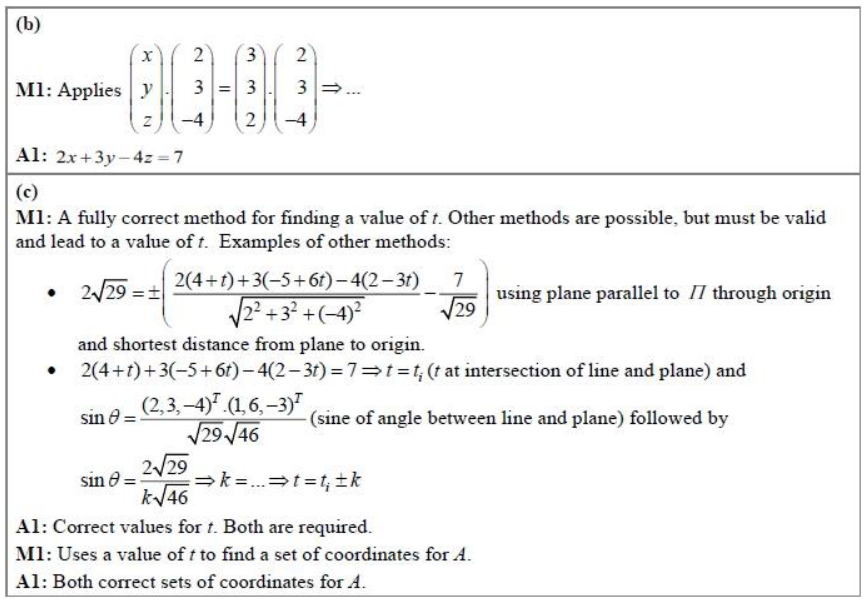 (b)
M1: Applies (x y z) . (2 3 −4) = (3 3 2) . (2 3 −4) ⇒ ...
A1: 2x + 3y − 4z = 7
(c)
M1: A fully correct method for finding a value of t. Other methods are possible, but must be valid
and lead to a value of t. Examples of other methods:
• 2√29 = ±( (2(4+t)+3(−5+6t)−4(2−3t))/√(2²+3²+(−4)²) − 7/√29 ) using plane parallel to Π through origin
and shortest distance from plane to origin.
• 2(4+t)+3(−5+6t)−4(2−3t) = 7 ⇒ t = tᵢ (t at intersection of line and plane) and
sin θ = (2,3,−4)ᵀ.(1,6,−3)ᵀ/(√29√46) (sine of angle between line and plane) followed by
sin θ = 2√29/(k√46) ⇒ k = ... ⇒ t = tᵢ ± k
A1: Correct values for t. Both are required.
M1: Uses a value of t to find a set of coordinates for A.
A1: Both correct sets of coordinates for A.